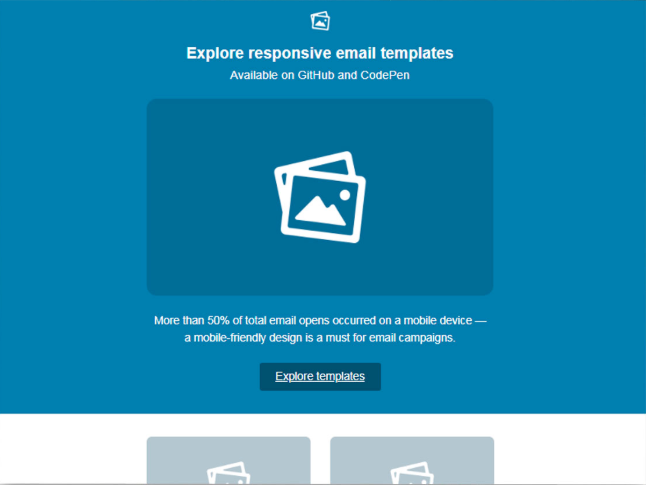 Explore responsive email templates
Available on GitHub and CodePen
More than 50% of total email opens occurred on a mobile device —
a mobile-friendly design is a must for email campaigns.
Explore templates